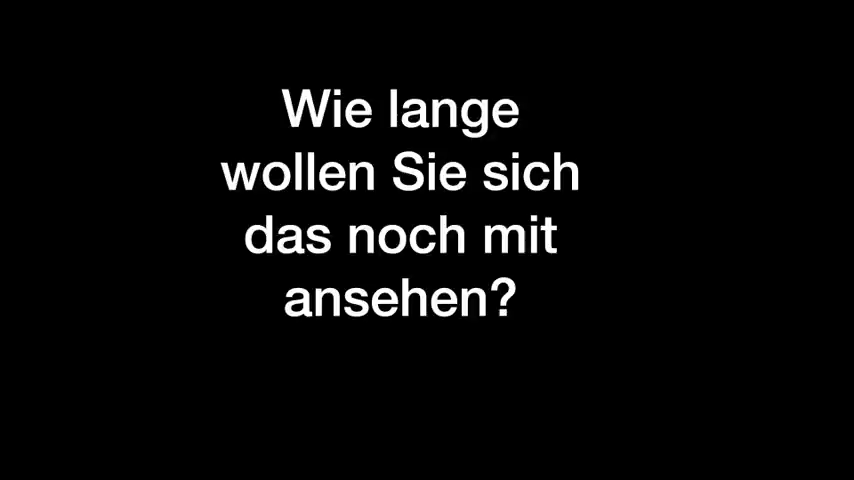 Wie lange
wollen Sie sich
das noch mit
ansehen?